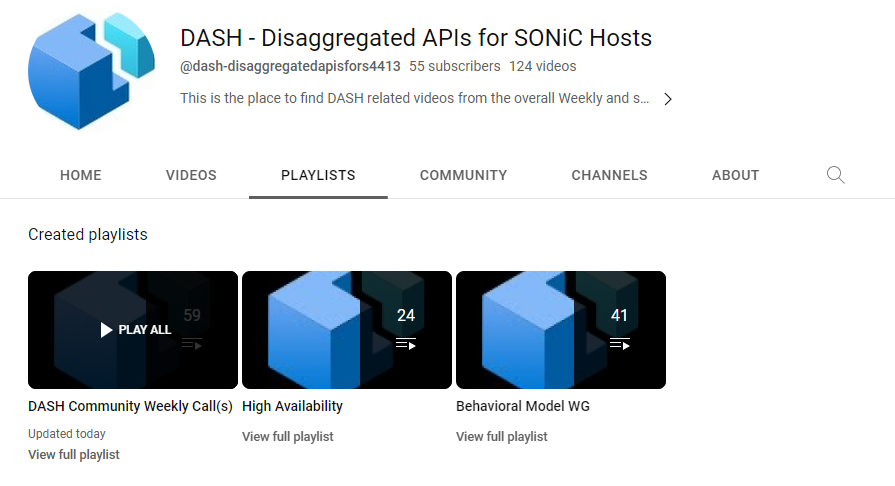 DASH - Disaggregated APIs for SONiC Hosts
@dash-disaggregatedapisfors4413 55 subscribers 124 videos
This is the place to find DASH related videos from the overall Weekly and s...
HOME VIDEOS PLAYLISTS COMMUNITY CHANNELS ABOUT
Created playlists
59 24 41
PLAY ALL
DASH Community Weekly Call(s) High Availability Behavioral Model WG
Updated today
View full playlist View full playlist
View full playlist